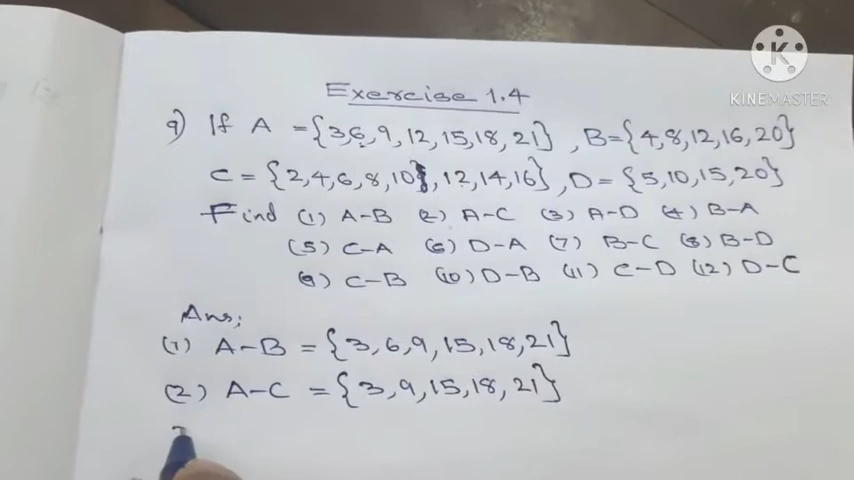 KINEMASTER
Exercise 1.4
9) If A = {3,6,9,12,15,18,21} , B={4,8,12,16,20}
C = {2,4,6,8,10,12,14,16} , D= {5,10,15,20}
Find (1) A-B (2) A-C (3) A-D (4) B-A
(5) C-A (6) D-A (7) B-C (8) B-D
(9) C-B (10) D-B (11) C-D (12) D-C
Ans;
(1) A-B = {3,6,9,15,18,21}
(2) A-C = {3,9,15,18,21}